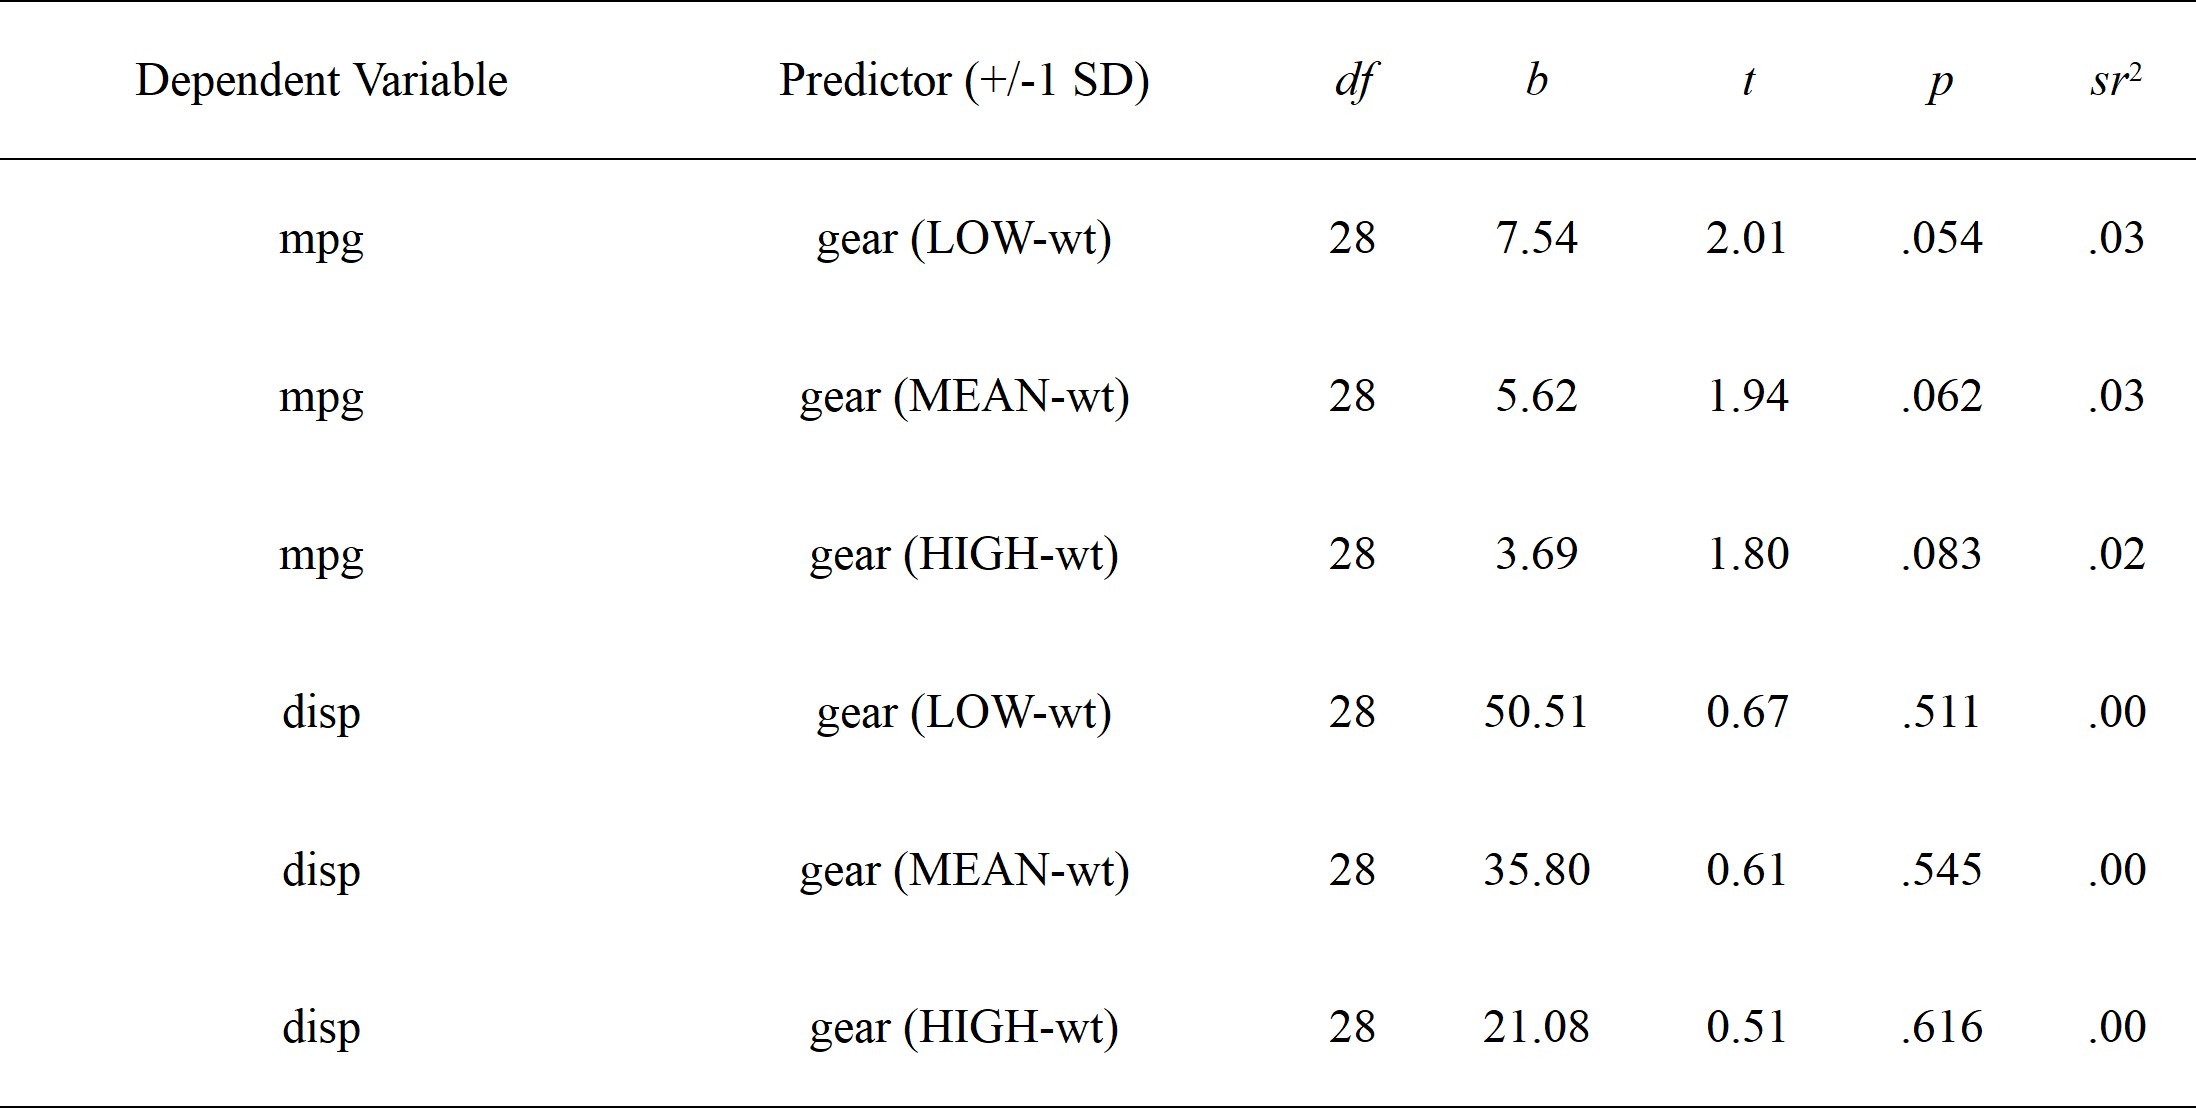 Dependent Variable Predictor (+/-1 SD) df b t p sr²
mpg gear (LOW-wt) 28 7.54 2.01 .054 .03
mpg gear (MEAN-wt) 28 5.62 1.94 .062 .03
mpg gear (HIGH-wt) 28 3.69 1.80 .083 .02
disp gear (LOW-wt) 28 50.51 0.67 .511 .00
disp gear (MEAN-wt) 28 35.80 0.61 .545 .00
disp gear (HIGH-wt) 28 21.08 0.51 .616 .00